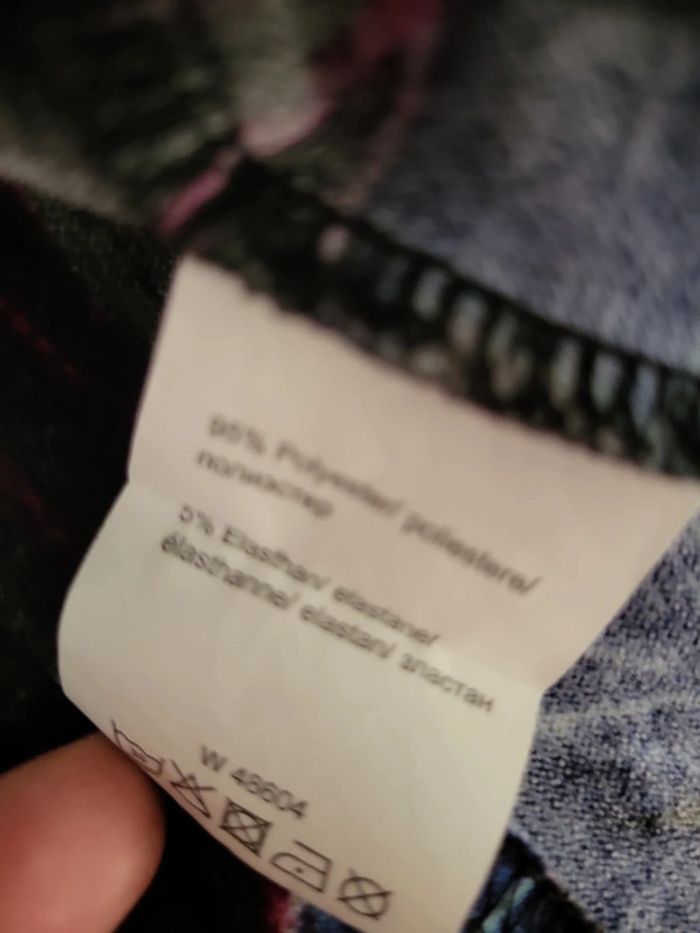 95% Polyester/ poliestere/
полиэстер
5% Elasthan/ elastane/
élasthanne/ elastan/ эластан
W 48604